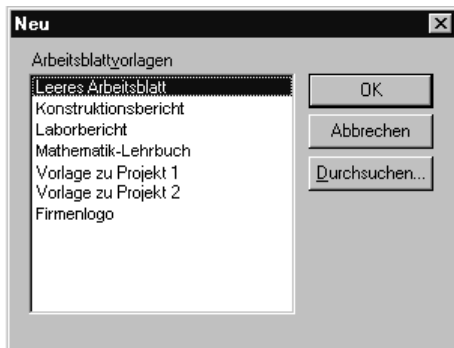 Neu
Arbeitsblattvorlagen
Leeres Arbeitsblatt
Konstruktionsbericht
Laborbericht
Mathematik-Lehrbuch
Vorlage zu Projekt 1
Vorlage zu Projekt 2
Firmenlogo
OK
Abbrechen
Durchsuchen...